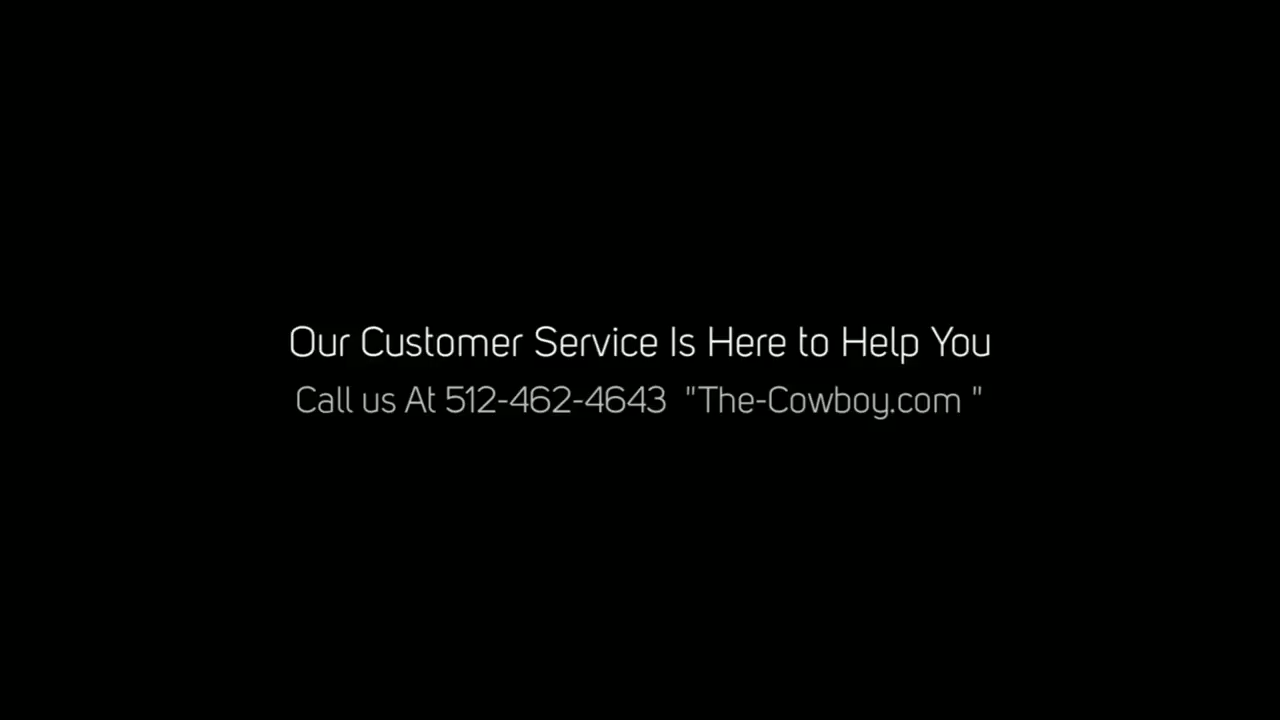 Our Customer Service Is Here to Help You
Call us At 512-462-4643  "The-Cowboy.com "